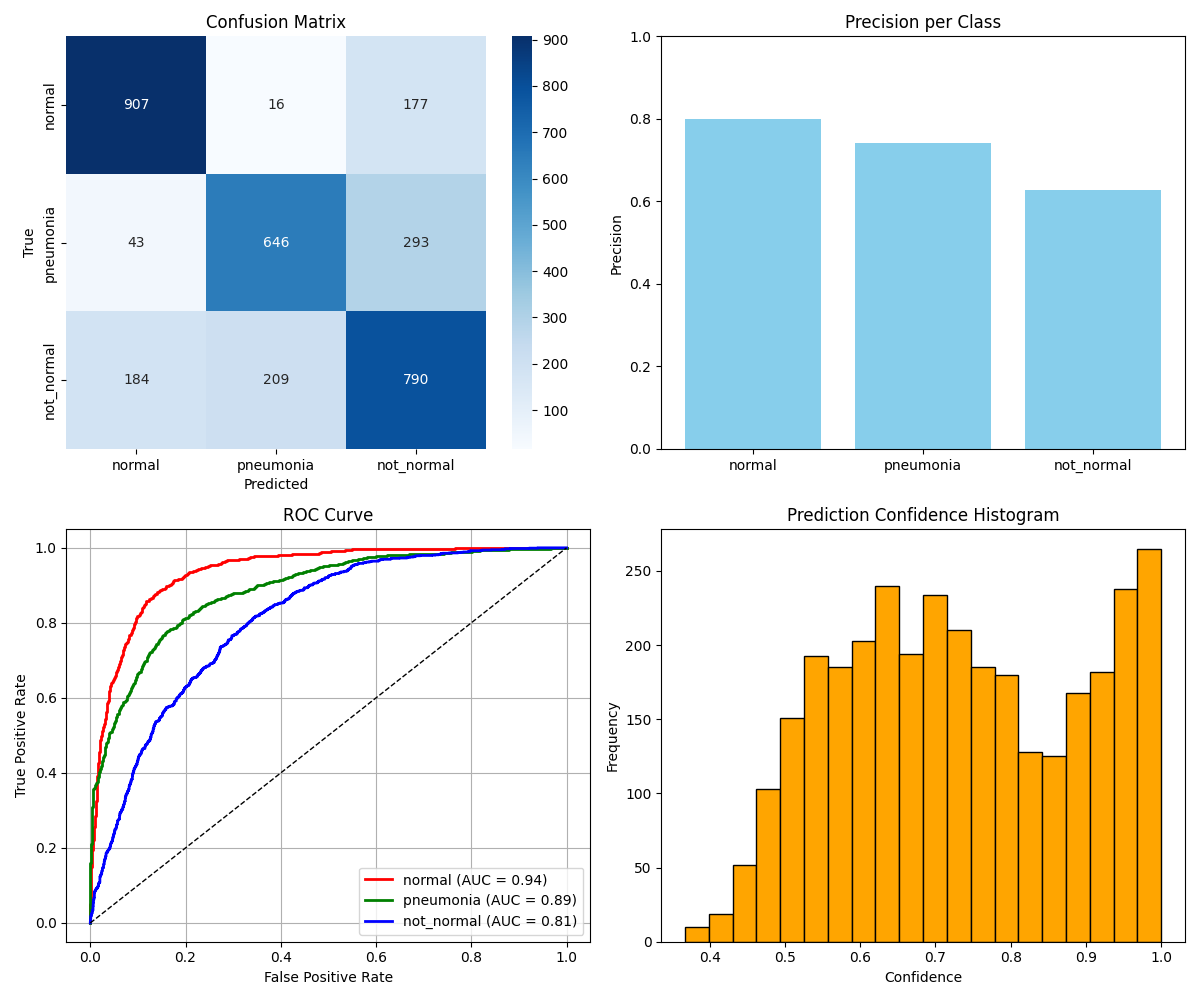 Confusion Matrix
normal
pneumonia
not_normal
True
907 16 177
43 646 293
184 209 790
normal pneumonia not_normal
Predicted
900
800
700
600
500
400
300
200
100
Precision per Class
Precision
1.0
0.8
0.6
0.4
0.2
0.0
normal pneumonia not_normal
ROC Curve
True Positive Rate
1.0
0.8
0.6
0.4
0.2
0.0
normal (AUC = 0.94)
pneumonia (AUC = 0.89)
not_normal (AUC = 0.81)
0.0 0.2 0.4 0.6 0.8 1.0
False Positive Rate
Prediction Confidence Histogram
Frequency
250
200
150
100
50
0
0.4 0.5 0.6 0.7 0.8 0.9 1.0
Confidence